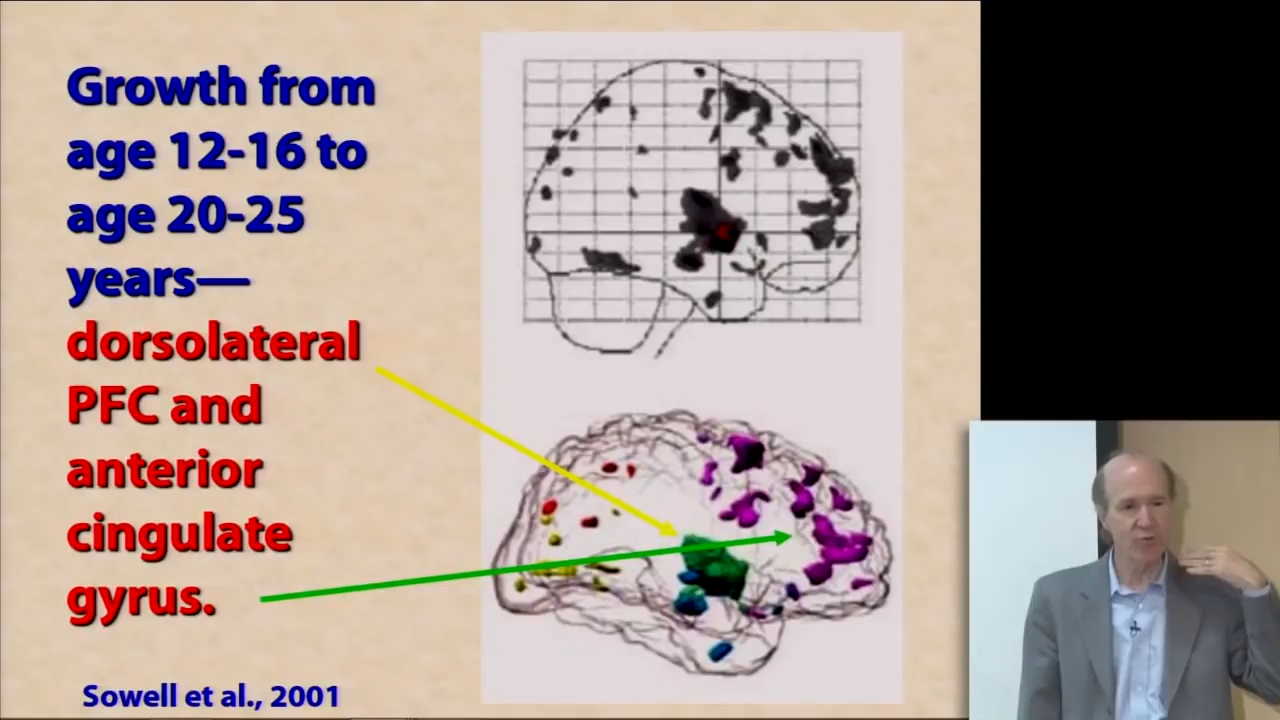 Growth from
age 12-16 to
age 20-25
years—
dorsolateral
PFC and
anterior
cingulate
gyrus.
Sowell et al., 2001